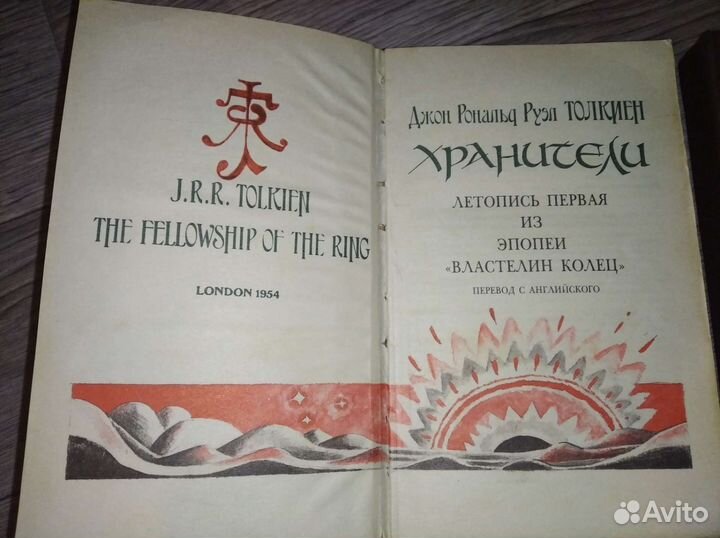 J.R.R. TOLKIEN
THE FELLOWSHIP OF THE RING
LONDON 1954
Джон Рональд Руэл ТОЛКИЕН
ХРАНИТЕЛИ
ЛЕТОПИСЬ ПЕРВАЯ
ИЗ
ЭПОПЕИ
«ВЛАСТЕЛИН КОЛЕЦ»
ПЕРЕВОД С АНГЛИЙСКОГО
Avito